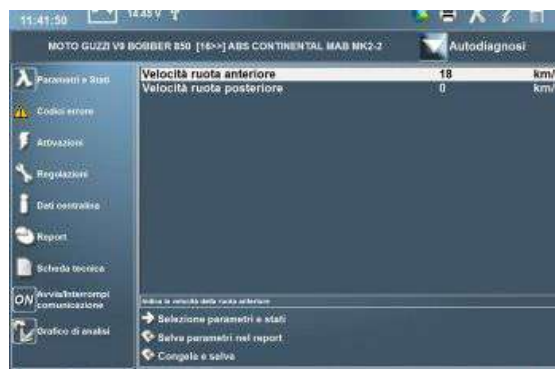 11:41:50
14.45 V
MOTO GUZZI V9 BOBBER 850 [16>>] ABS CONTINENTAL MAB MK2-2
Autodiagnosi
Parametri e Stati
Codici errore
Attivazioni
Regolazioni
Dati centralina
Report
Scheda tecnica
ON
Avvia/Interrompi
comunicazione
Grafico di analisi
Velocità ruota anteriore 18 km/
Velocità ruota posteriore 0 km/
Indica la velocità della ruota anteriore
Selezione parametri e stati
Salva parametri nel report
Congela e salva